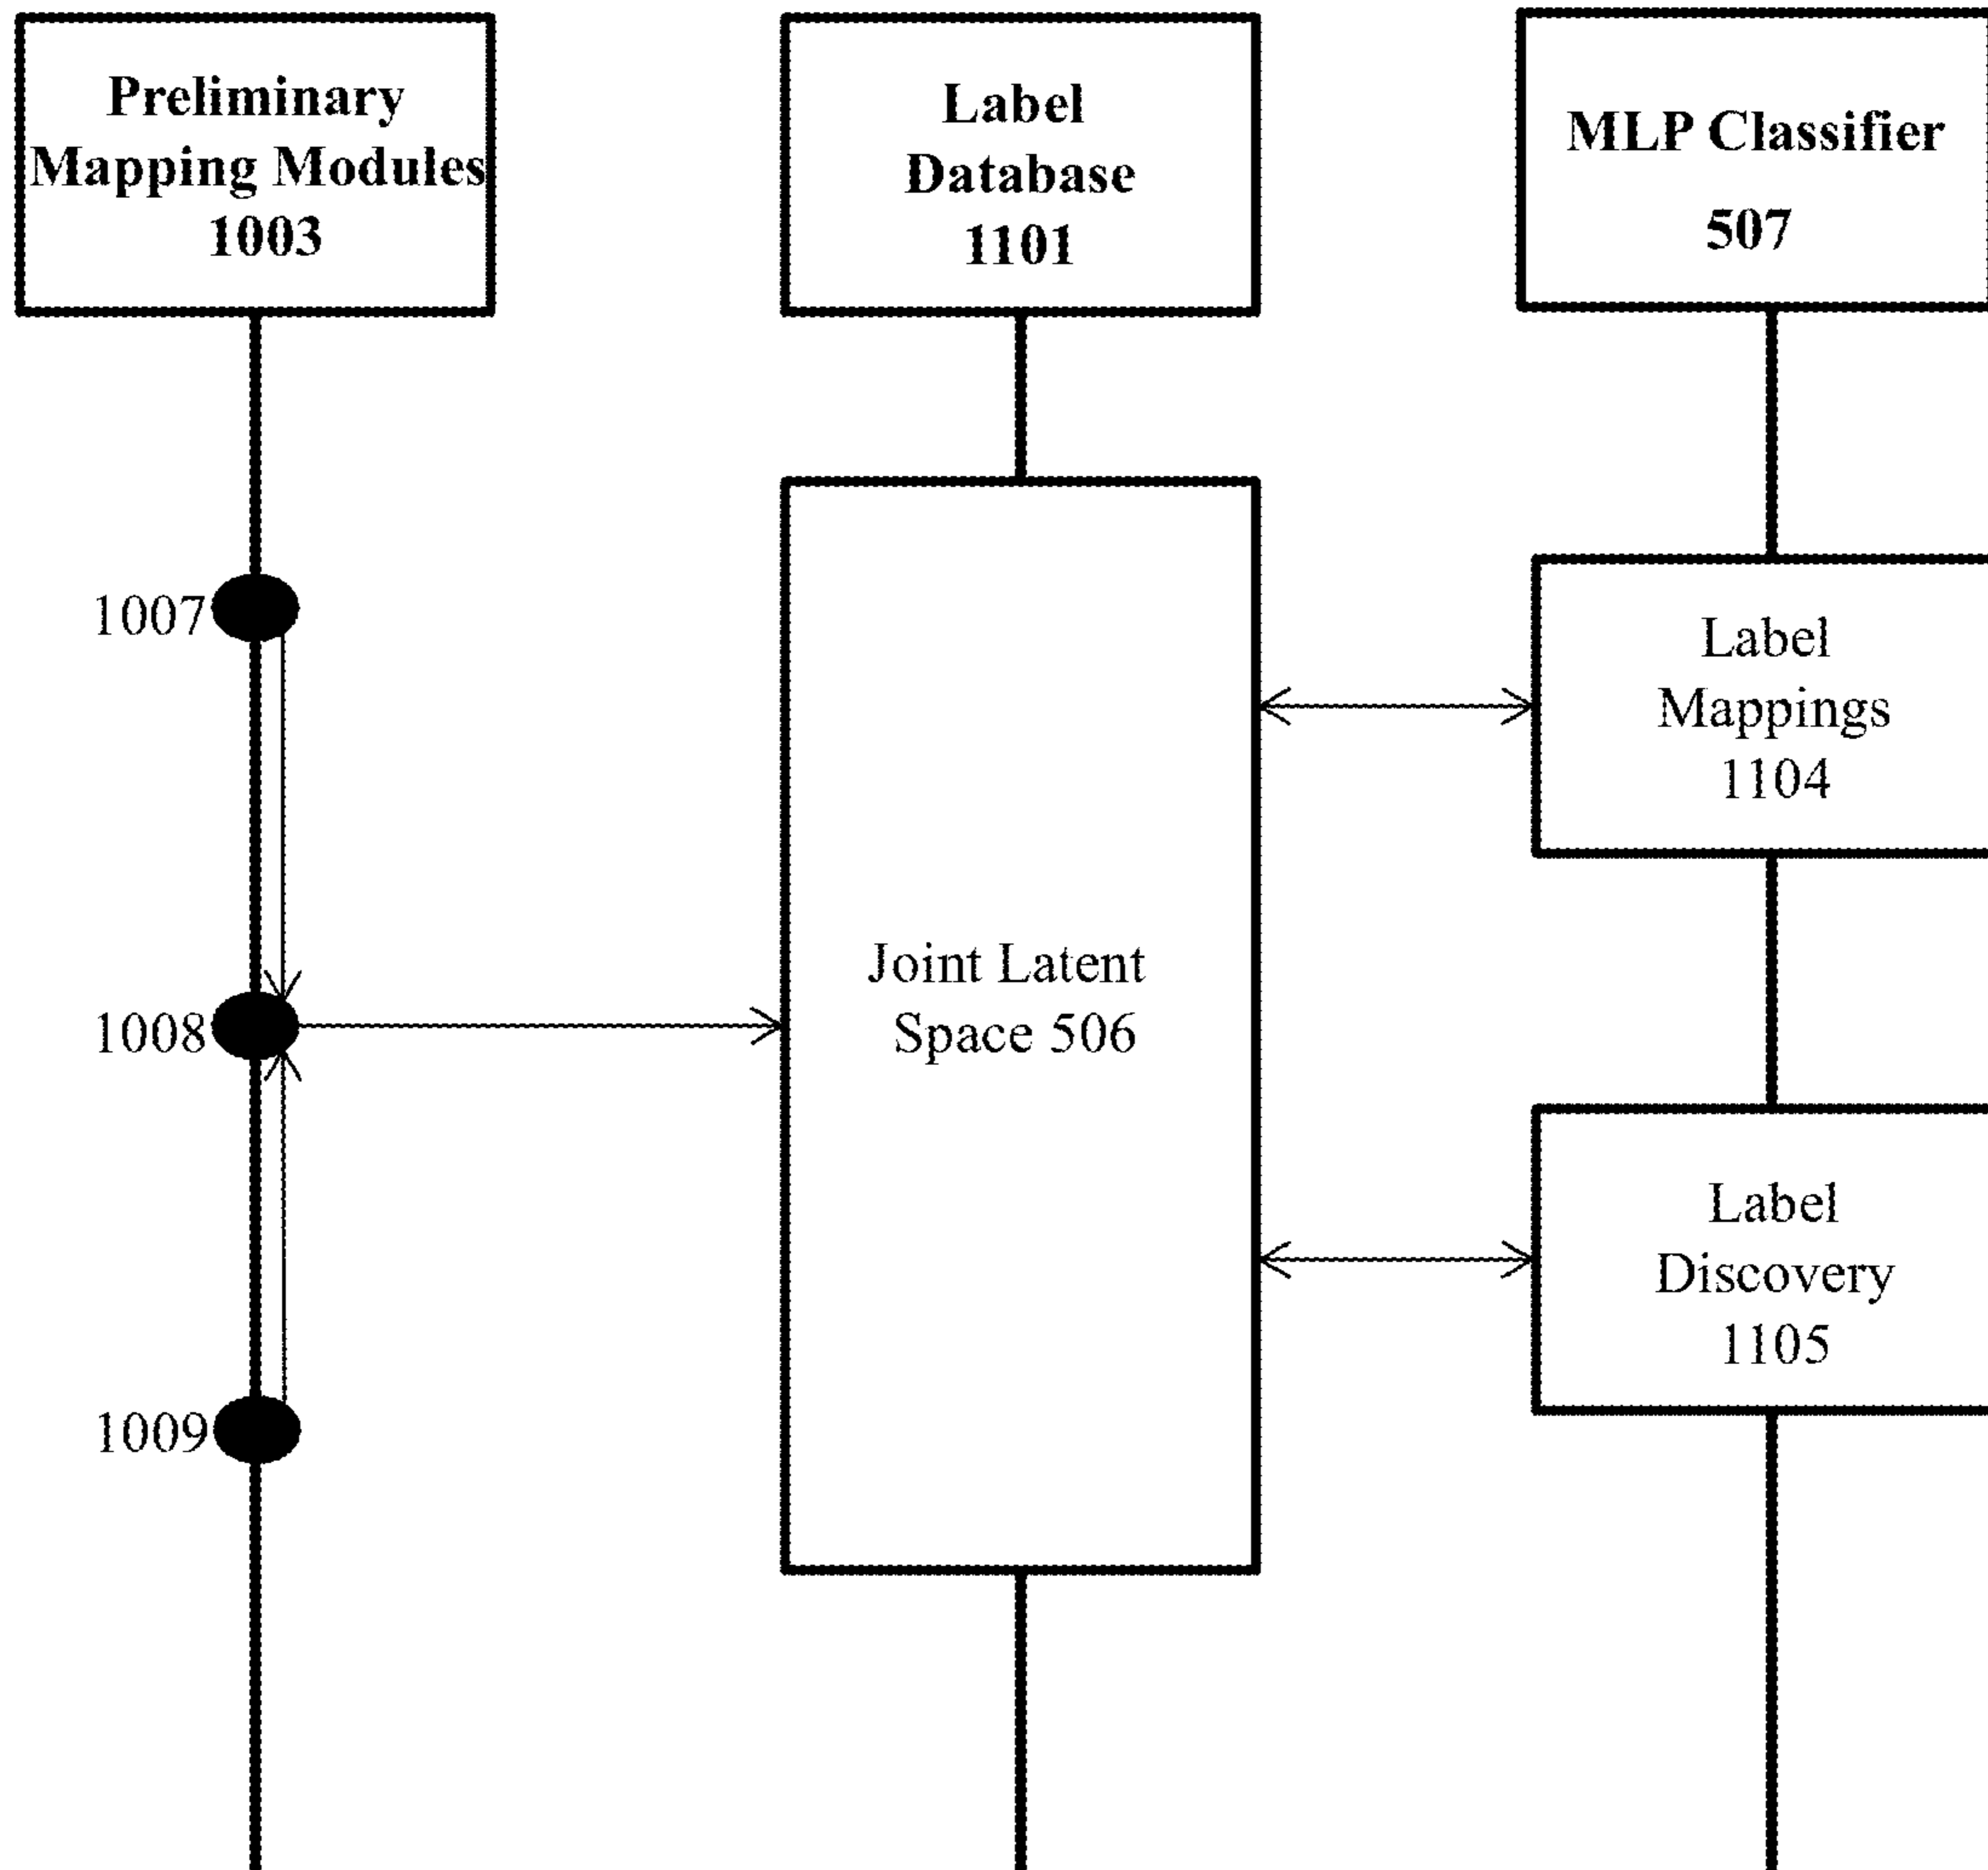 Preliminary
Mapping Modules
1003
Label
Database
1101
MLP Classifier
507
1007
1008
1009
Joint Latent
Space 506
Label
Mappings
1104
Label
Discovery
1105